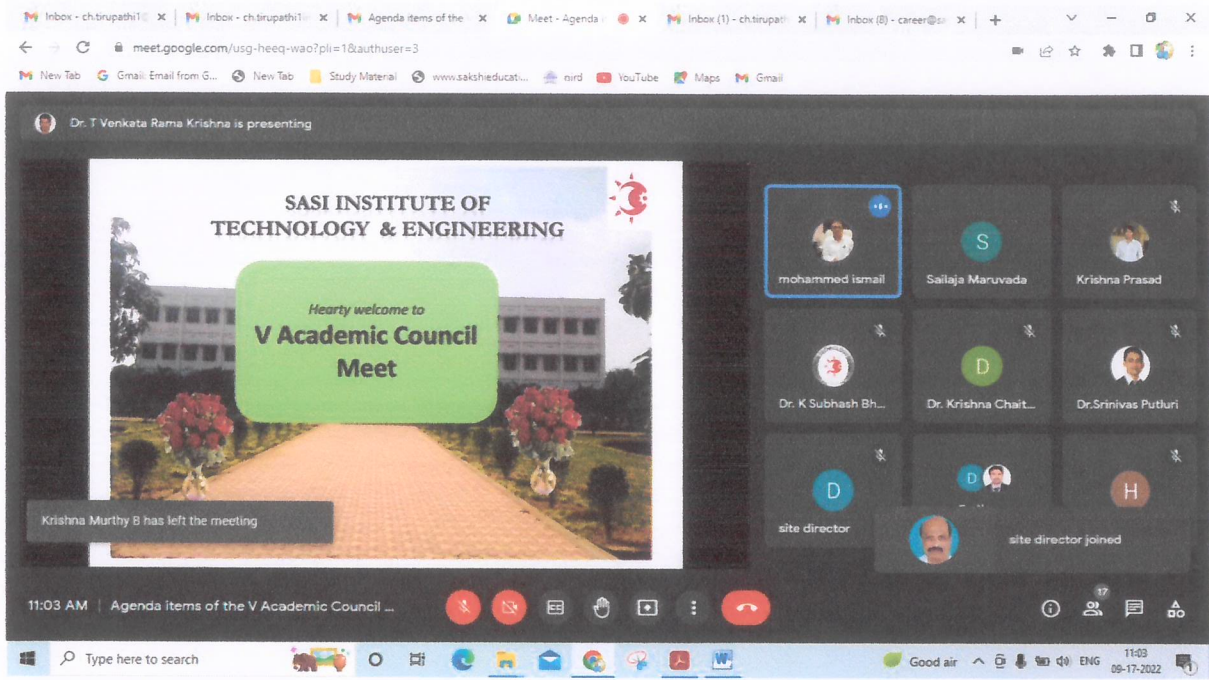 Inbox - ch.tirupathi1@
Inbox - ch.tirupathi1@
Agenda items of the
Meet - Agenda
Inbox (1) - ch.tirupath
Inbox (8) - career@sa
meet.google.com/usg-heeq-wao?pli=1&authuser=3
New Tab
Gmail: Email from G...
New Tab
Study Material
www.sakshieducati...
nird
YouTube
Maps
Gmail
Dr. T Venkata Rama Krishna is presenting
SASI INSTITUTE OF
TECHNOLOGY & ENGINEERING
Hearty welcome to
V Academic Council
Meet
mohammed ismail
S
Sailaja Maruvada
Krishna Prasad
Dr. K Subhash Bh...
D
Dr. Krishna Chait...
Dr.Srinivas Putluri
D
site director
D
H
Krishna Murthy B has left the meeting
site director joined
11:03 AM | Agenda items of the V Academic Council ...
CC
17
Type here to search
W
Good air
ENG
11:03
09-17-2022
1